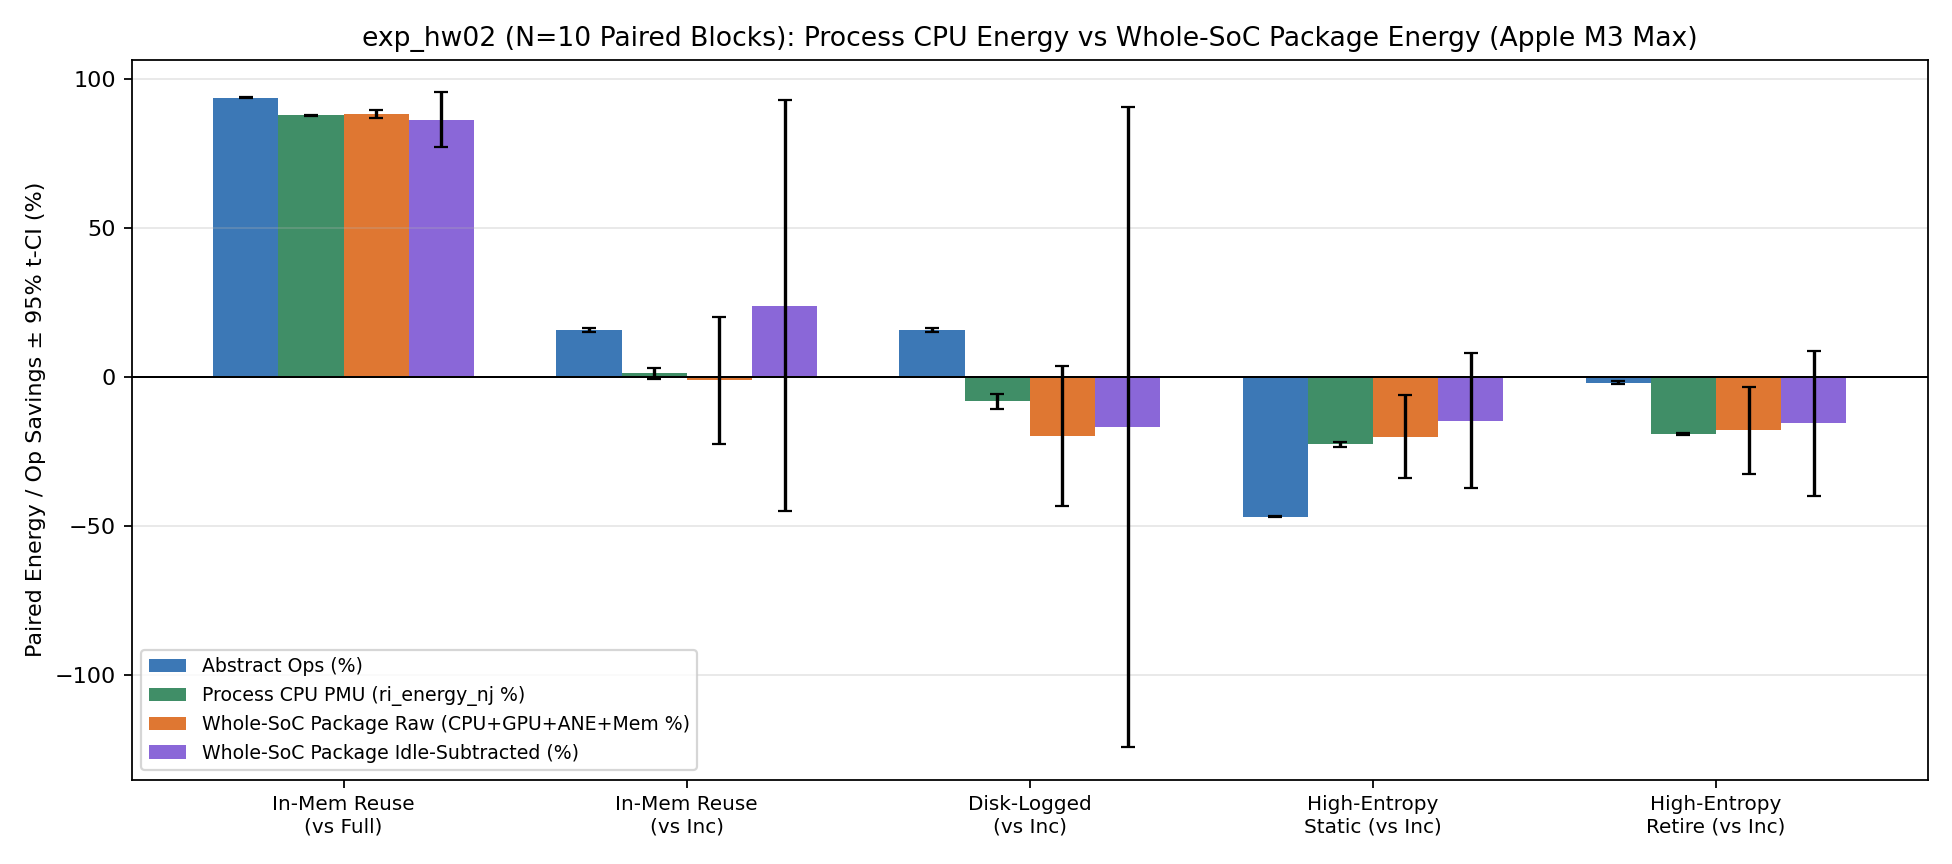 exp_hw02 (N=10 Paired Blocks): Process CPU Energy vs Whole-SoC Package Energy (Apple M3 Max)
Paired Energy / Op Savings ± 95% t-CI (%)
100
50
0
−50
−100
Abstract Ops (%)
Process CPU PMU (ri_energy_nj %)
Whole-SoC Package Raw (CPU+GPU+ANE+Mem %)
Whole-SoC Package Idle-Subtracted (%)
In-Mem Reuse
(vs Full)
In-Mem Reuse
(vs Inc)
Disk-Logged
(vs Inc)
High-Entropy
Static (vs Inc)
High-Entropy
Retire (vs Inc)